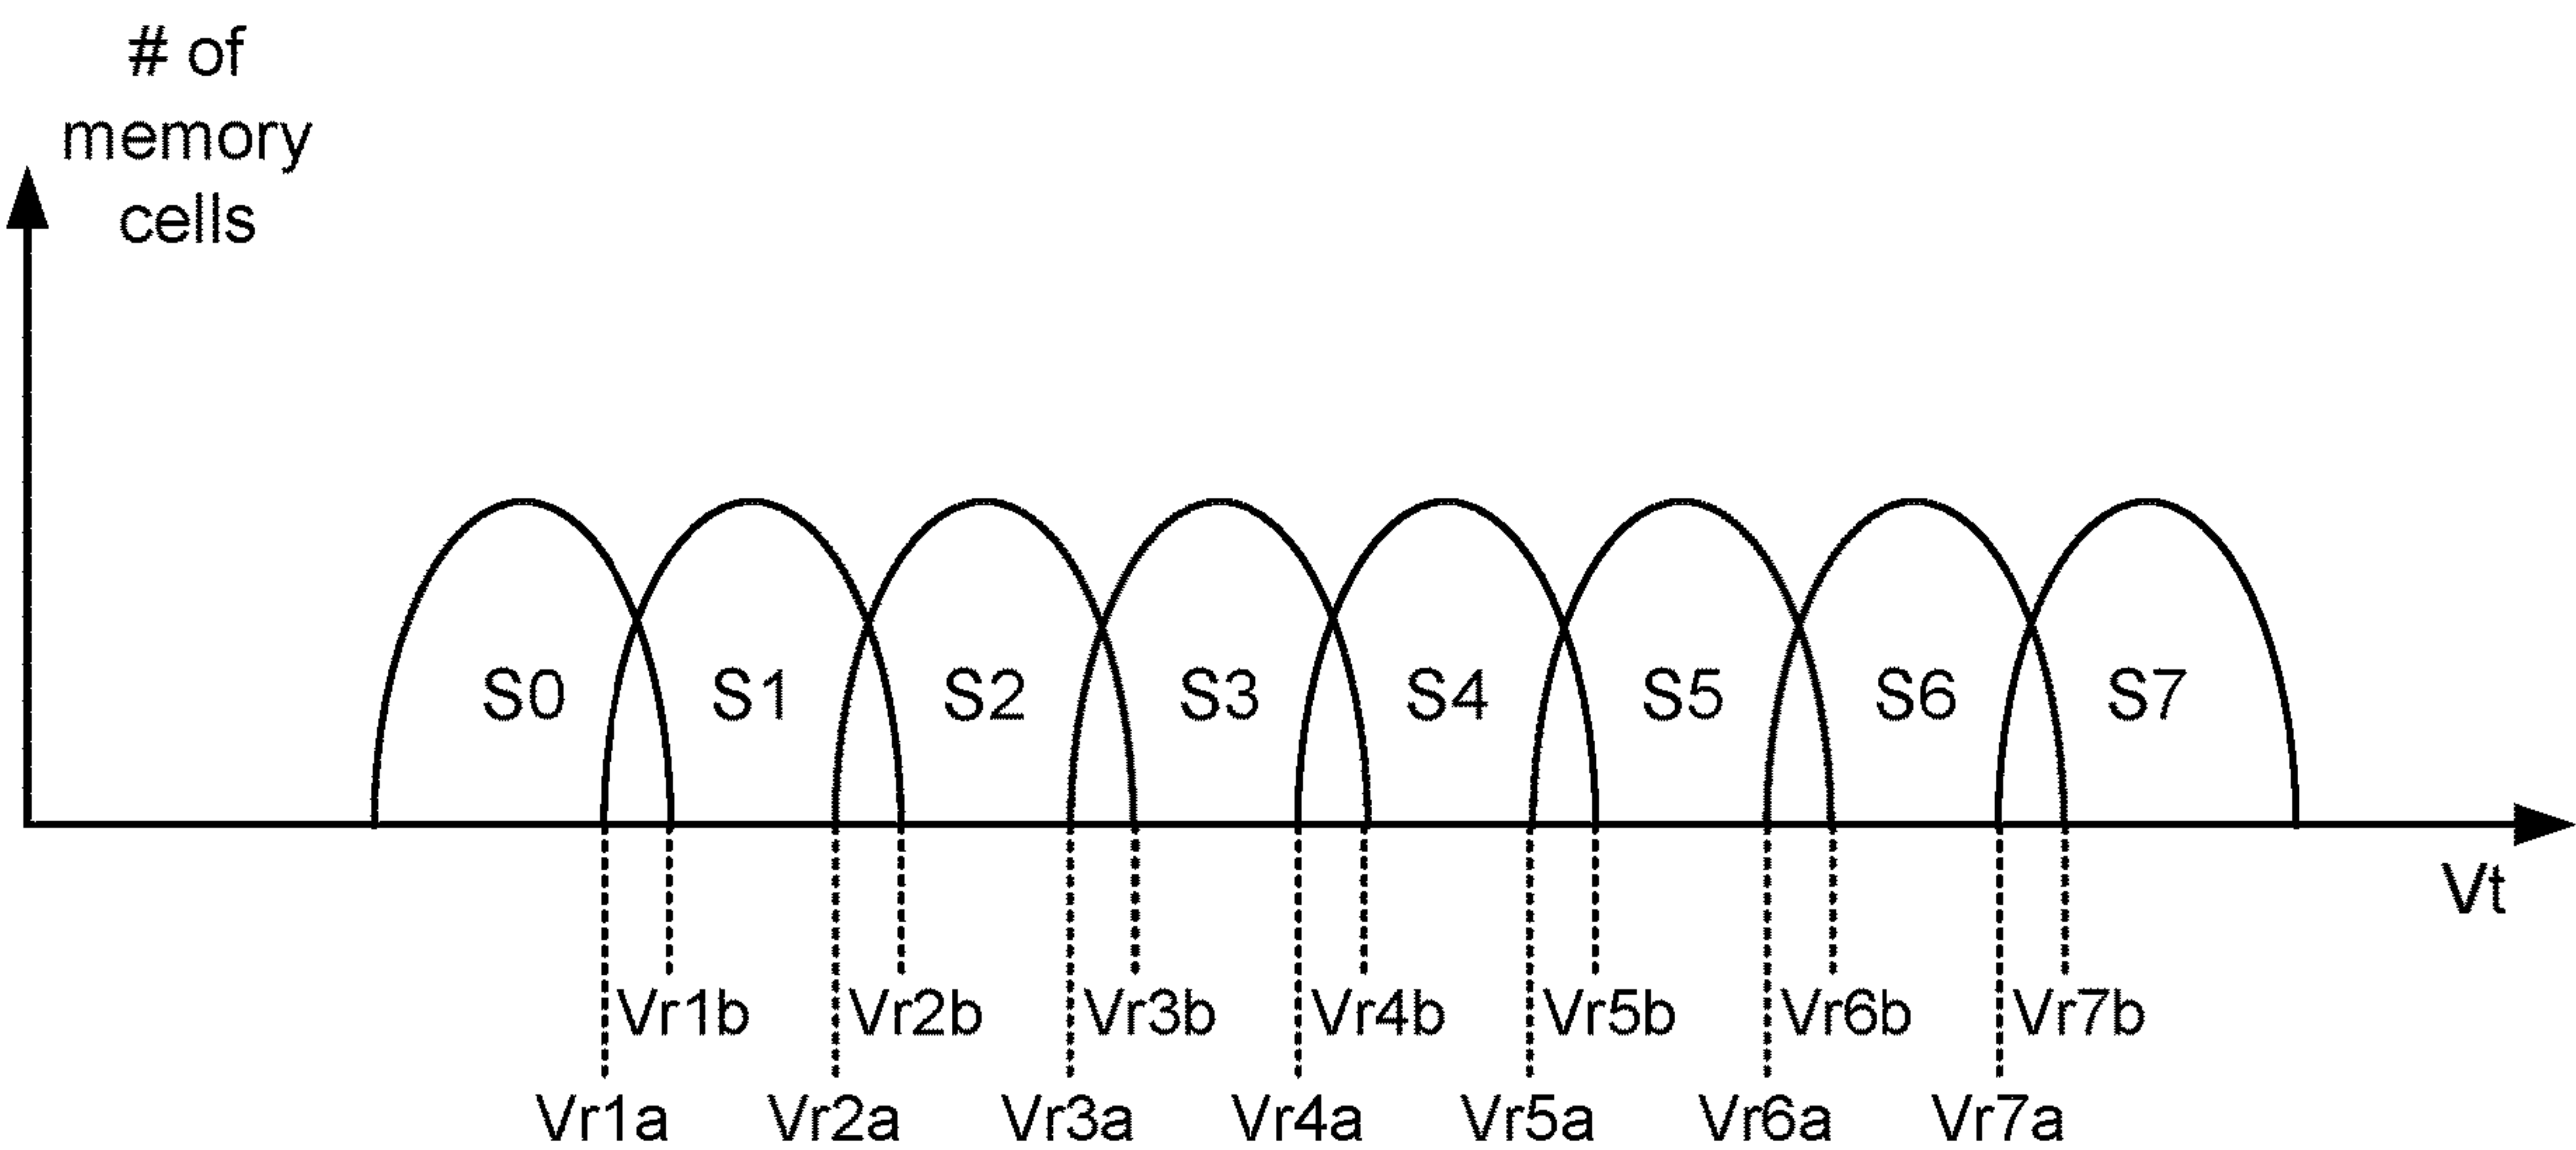 # of
memory
cells
S0 S1 S2 S3 S4 S5 S6 S7
Vt
Vr1b Vr2b Vr3b Vr4b Vr5b Vr6b Vr7b
Vr1a Vr2a Vr3a Vr4a Vr5a Vr6a Vr7a